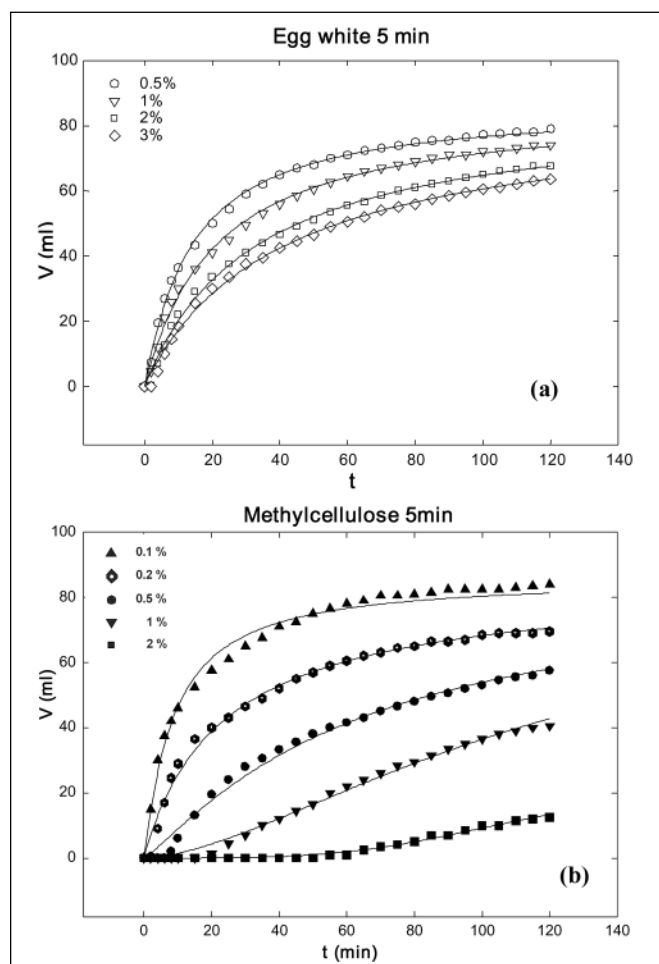 Egg white 5 min
100
80
60
40
20
0
V (ml)
0.5%
1%
2%
3%
(a)
0 20 40 60 80 100 120 140
t
Methylcellulose 5min
100
80
60
40
20
0
V (ml)
0.1 %
0.2 %
0.5 %
1 %
2 %
(b)
0 20 40 60 80 100 120 140
t (min)